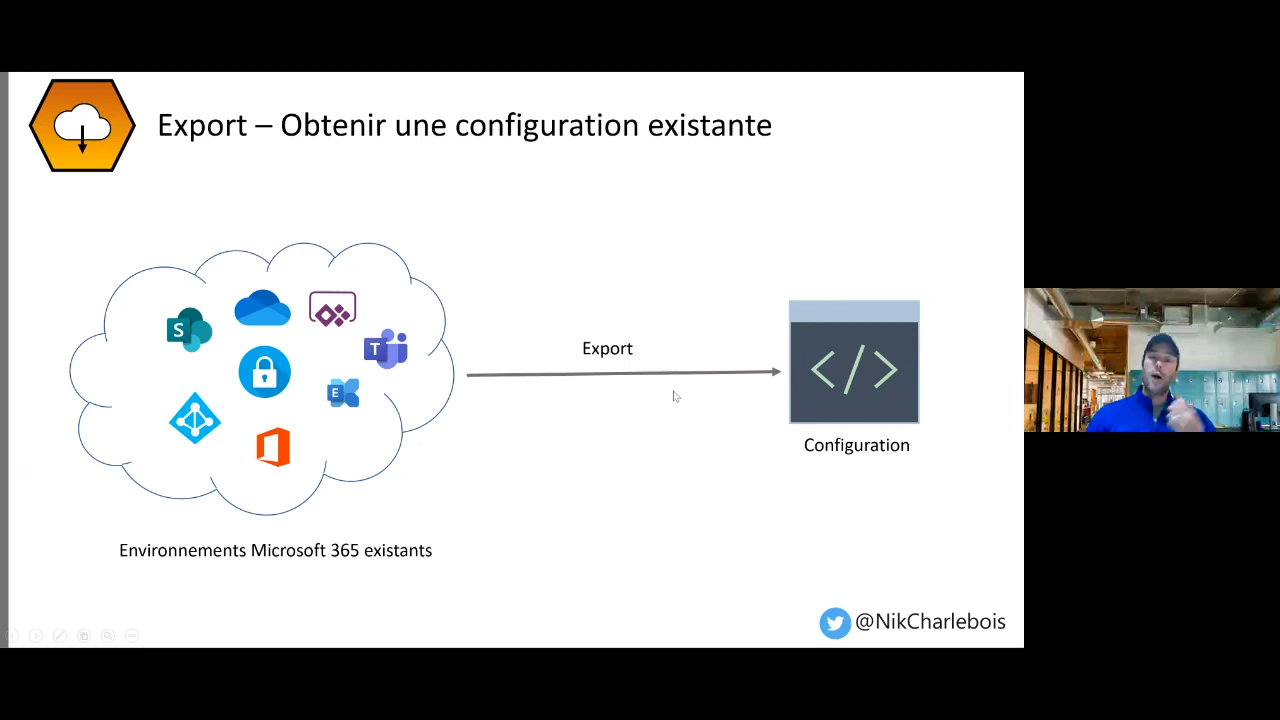 Export – Obtenir une configuration existante
S
T
E
Export
</>
Configuration
Environnements Microsoft 365 existants
@NikCharlebois